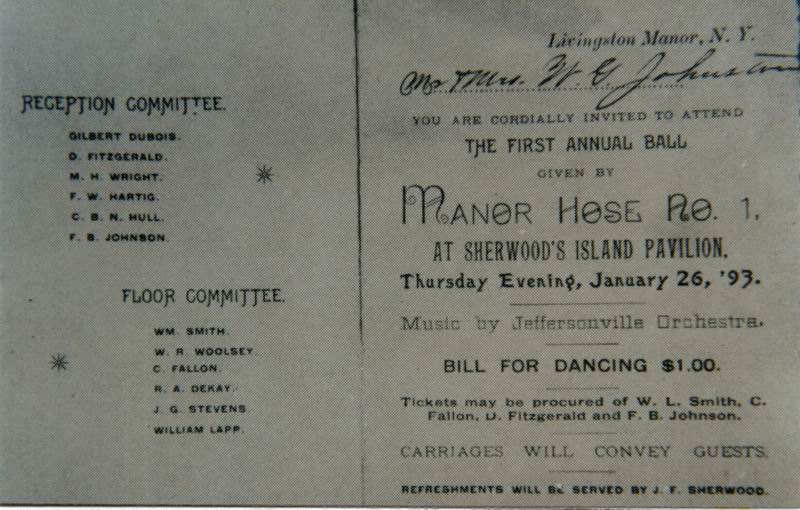 RECEPTION COMMITTEE.
GILBERT DUBOIS.
D. FITZGERALD.
M. H. WRIGHT.
F. W. HARTIG.
C. B. N. HULL.
F. B. JOHNSON.
FLOOR COMMITTEE.
WM. SMITH.
W. R. WOOLSEY.
C. FALLON.
R. A. DEKAY.
J. G. STEVENS.
WILLIAM LAPP.
Livingston Manor, N. Y.
Mr & Mrs. W. G. Johnston
YOU ARE CORDIALLY INVITED TO ATTEND
THE FIRST ANNUAL BALL
GIVEN BY
MANOR HOSE NO. 1,
AT SHERWOOD'S ISLAND PAVILION,
Thursday Evening, January 26, '93.
Music by Jeffersonville Orchestra.
BILL FOR DANCING $1.00.
Tickets may be procured of W. L. Smith, C.
Fallon, D. Fitzgerald and F. B. Johnson.
CARRIAGES WILL CONVEY GUESTS.
REFRESHMENTS WILL BE SERVED BY J. F. SHERWOOD.